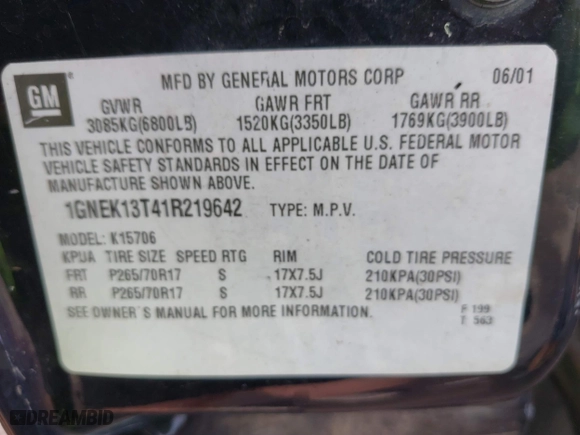 GM
MFD BY GENERAL MOTORS CORP 06/01
GVWR GAWR FRT GAWR RR
3085KG(6800LB) 1520KG(3350LB) 1769KG(3900LB)
THIS VEHICLE CONFORMS TO ALL APPLICABLE U.S. FEDERAL MOTOR
VEHICLE SAFETY STANDARDS IN EFFECT ON THE DATE OF
MANUFACTURE SHOWN ABOVE.
1GNEK13T41R219642 TYPE: M.P.V.
MODEL: K15706
KPUA TIRE SIZE SPEED RTG RIM COLD TIRE PRESSURE
FRT P265/70R17 S 17X7.5J 210KPA(30PSI)
RR P265/70R17 S 17X7.5J 210KPA(30PSI)
SEE OWNER'S MANUAL FOR MORE INFORMATION.
F 199
T 563
DREAMBID